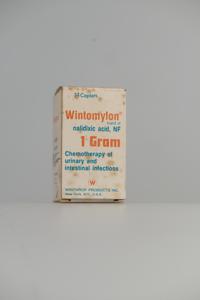 Caplets
Wintomylon®
brand of
nalidixic acid, NF
1 Gram
Chemotherapy of
urinary and
intestinal infections
W
WINTHROP PRODUCTS INC.
New York, N.Y., U.S.A.